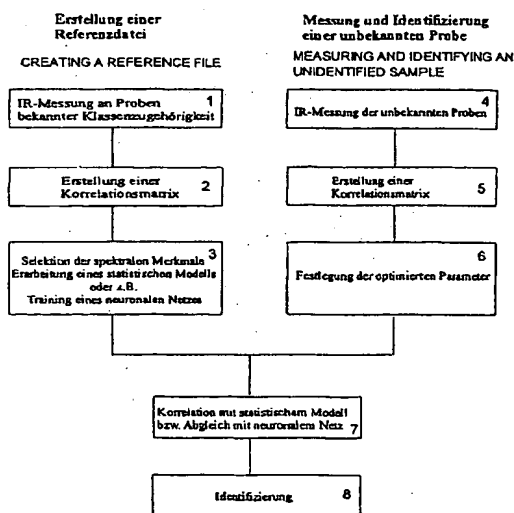 Erstellung einer
Referenzdatei
CREATING A REFERENCE FILE
1
IR-Messung an Proben
bekannter Klassenzugehörigkeit
Erstellung einer
Korrelationsmatrix
2
3
Selektion der spektralen Merkmale
Erarbeitung eines statistischen Modells
oder z.B.
Training eines neuronalen Netzes
Messung und Identifizierung
einer unbekannten Probe
MEASURING AND IDENTIFYING AN
UNIDENTIFIED SAMPLE
4
IR-Messung der unbekannten Proben
Erstellung einer
Korrelationsmatrix
5
6
Festlegung der optimierten Parameter
Korrelation mit statistischem Modell
bzw. Abgleich mit neuronalem Netz 7
Identifizierung 8